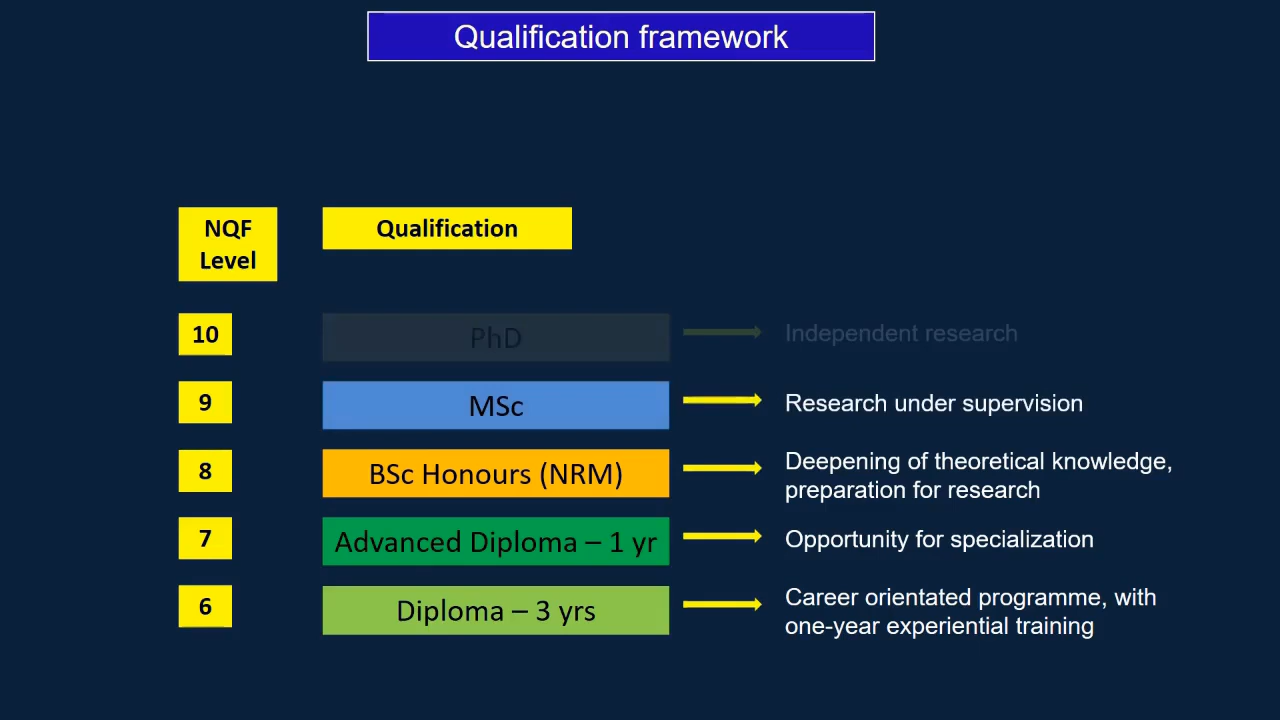 Qualification framework
NQF
Level
Qualification
10
PhD
Independent research
9
MSc
Research under supervision
8
BSc Honours (NRM)
Deepening of theoretical knowledge,
preparation for research
7
Advanced Diploma – 1 yr
Opportunity for specialization
6
Diploma – 3 yrs
Career orientated programme, with
one-year experiential training